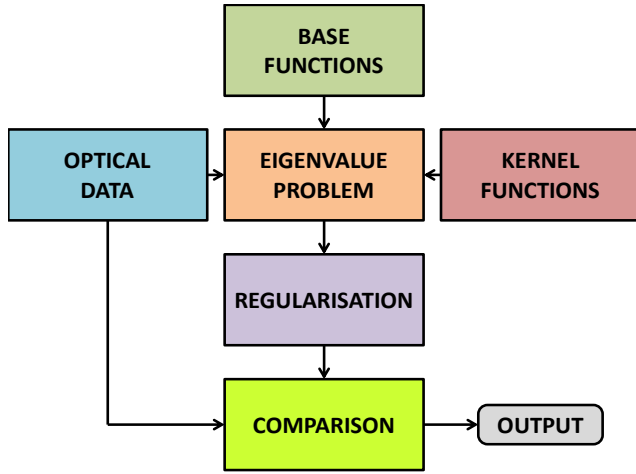 BASE
FUNCTIONS
OPTICAL
DATA
EIGENVALUE
PROBLEM
KERNEL
FUNCTIONS
REGULARISATION
COMPARISON
OUTPUT